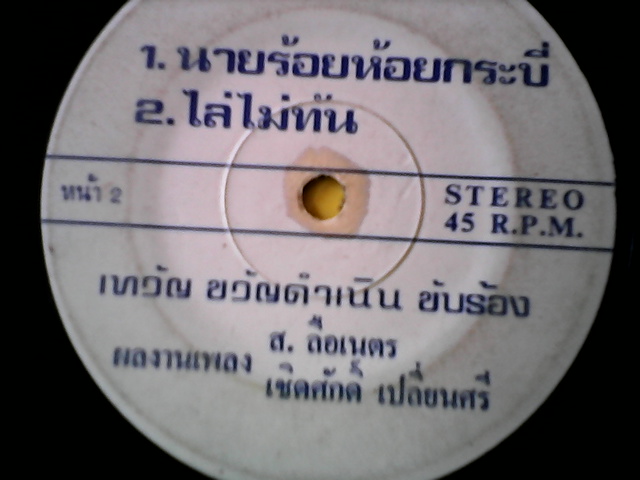 1. นายร้อยห้อยกระบี่
2. ไล่ไม่ทัน
หน้า 2
STEREO
45 R.P.M.
เทวัญ ขวัญดำเนิน ขับร้อง
ส. ลือเนตร
ผลงานเพลง
เชิดศักดิ์ เปลี่ยนศรี